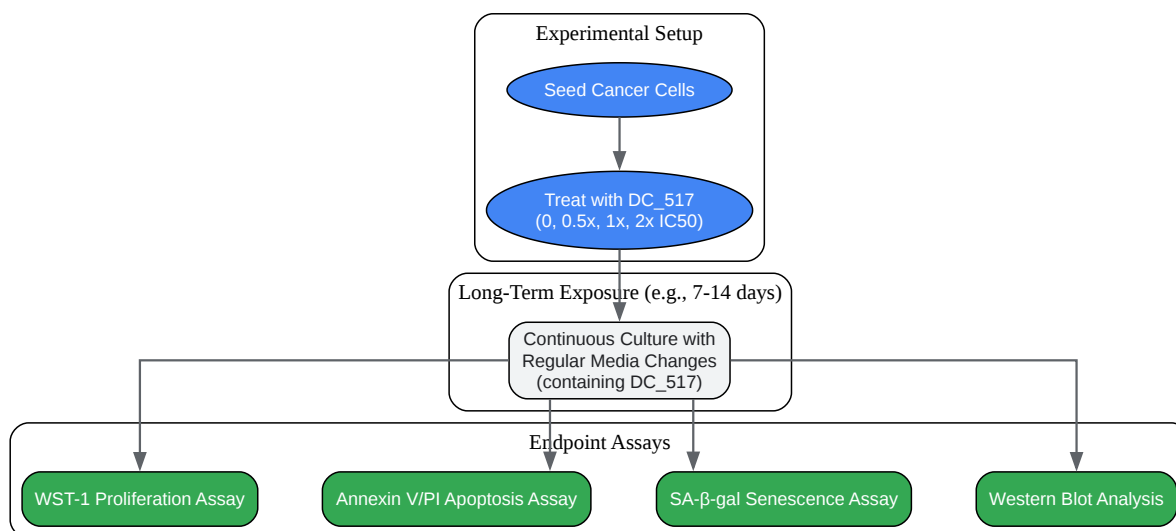 Experimental Setup
Seed Cancer Cells
Treat with DC_517
(0, 0.5x, 1x, 2x IC50)
Long-Term Exposure (e.g., 7-14 days)
Continuous Culture with
Regular Media Changes
(containing DC_517)
Endpoint Assays
WST-1 Proliferation Assay
Annexin V/PI Apoptosis Assay
SA-β-gal Senescence Assay
Western Blot Analysis